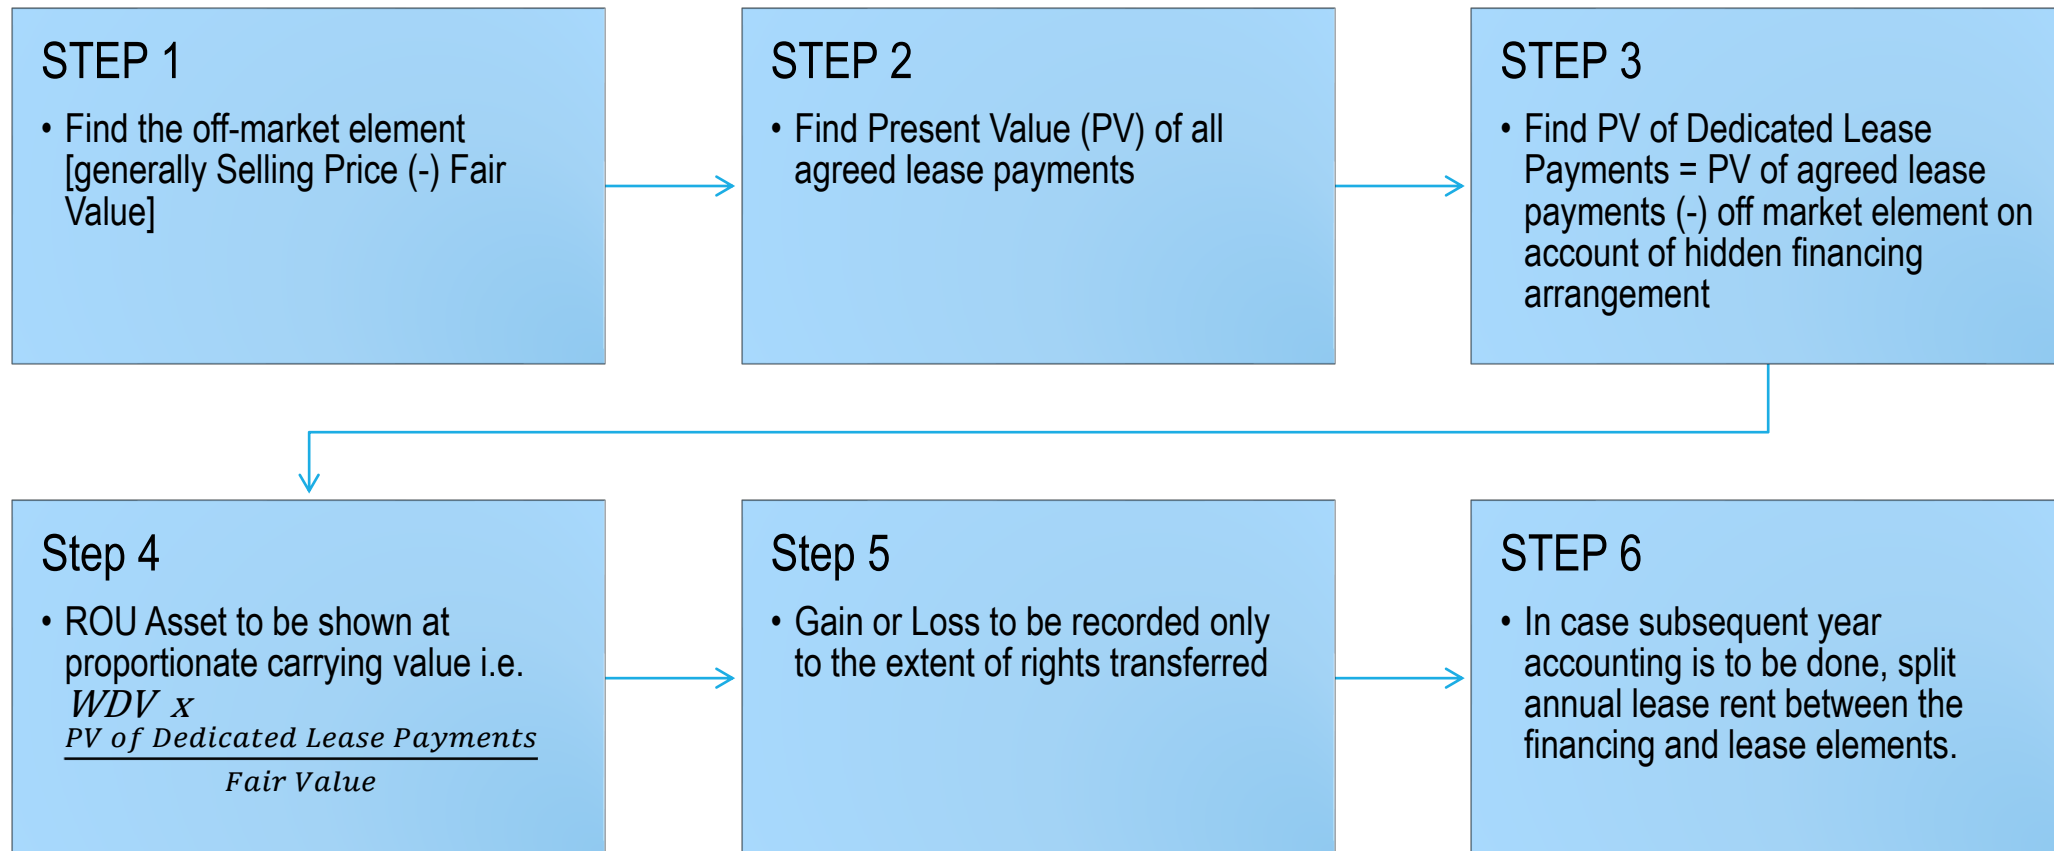 STEP 1
• Find the off-market element
[generally Selling Price (-) Fair
Value]
STEP 2
• Find Present Value (PV) of all
agreed lease payments
STEP 3
• Find PV of Dedicated Lease
Payments = PV of agreed lease
payments (-) off market element on
account of hidden financing
arrangement
Step 4
• ROU Asset to be shown at
proportionate carrying value i.e.
WDV x
PV of Dedicated Lease Payments
Fair Value
Step 5
• Gain or Loss to be recorded only
to the extent of rights transferred
STEP 6
• In case subsequent year
accounting is to be done, split
annual lease rent between the
financing and lease elements.